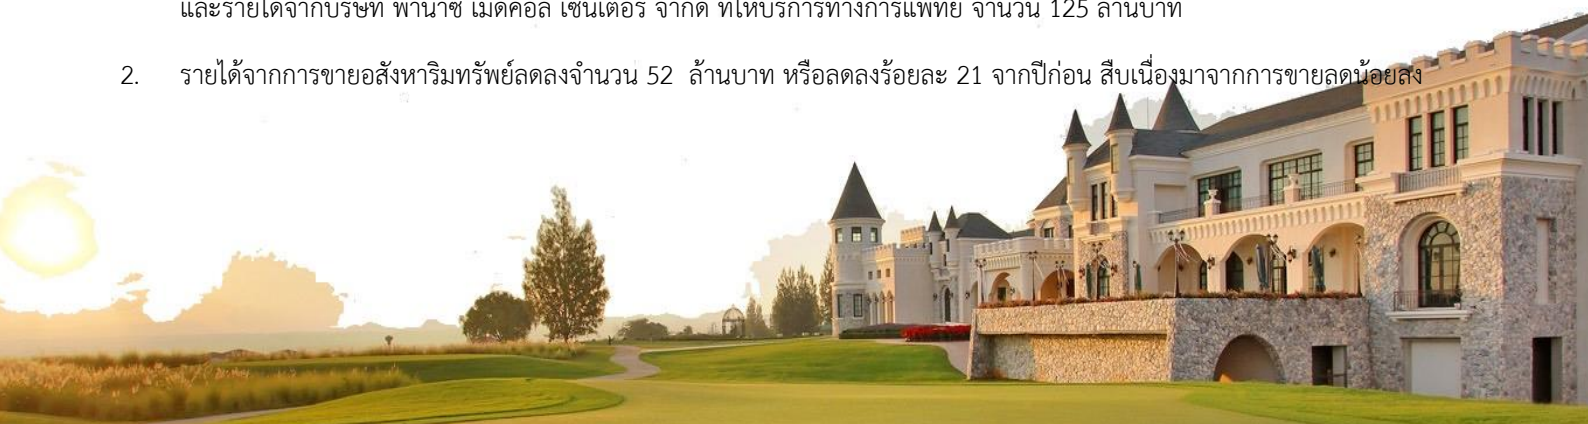 และรายได้จากบริษัท พานาซี เมดิคอล เซ็นเตอร์ จำกัด ที่ให้บริการทางการแพทย์ จำนวน 125 ล้านบาท
2. รายได้จากการขายอสังหาริมทรัพย์ลดลงจำนวน 52 ล้านบาท หรือลดลงร้อยละ 21 จากปีก่อน สืบเนื่องมาจากการขายลดน้อยลง